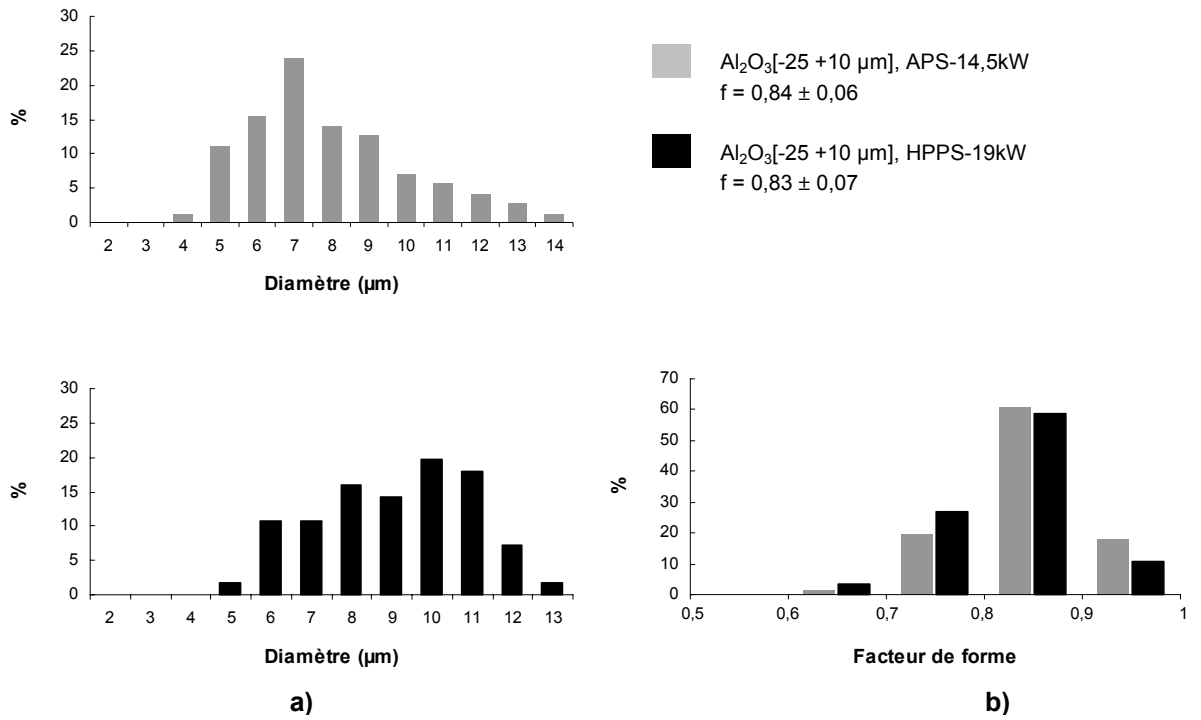 30
25
20
15
10
5
0
%
2 3 4 5 6 7 8 9 10 11 12 13 14
Diamètre (µm)
Al₂O₃[-25 +10 µm], APS-14,5kW
f = 0,84 ± 0,06
Al₂O₃[-25 +10 µm], HPPS-19kW
f = 0,83 ± 0,07
30
25
20
15
10
5
0
%
2 3 4 5 6 7 8 9 10 11 12 13
Diamètre (µm)
a)
70
60
50
40
30
20
10
0
%
0,5 0,6 0,7 0,8 0,9 1
Facteur de forme
b)